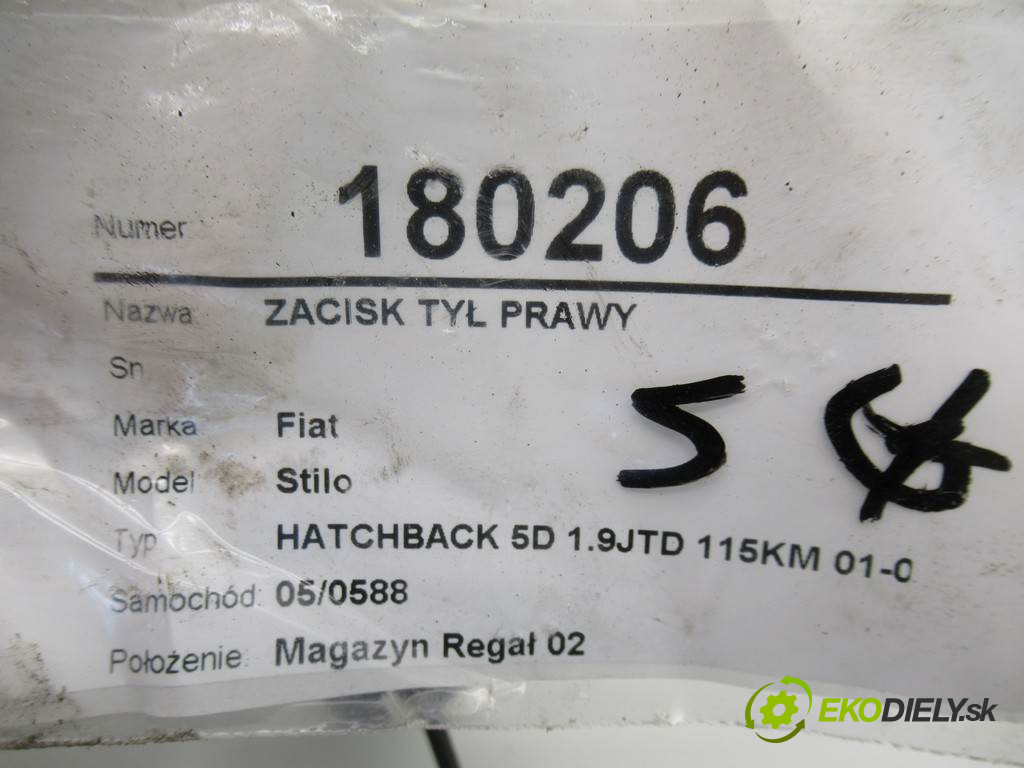 Numer 180206
Nazwa: ZACISK TYŁ PRAWY
Sn
Marka Fiat
Model Stilo
Typ HATCHBACK 5D 1.9JTD 115KM 01-0
Samochód: 05/0588
Położenie: Magazyn Regał 02
5
EKODIELY.sk